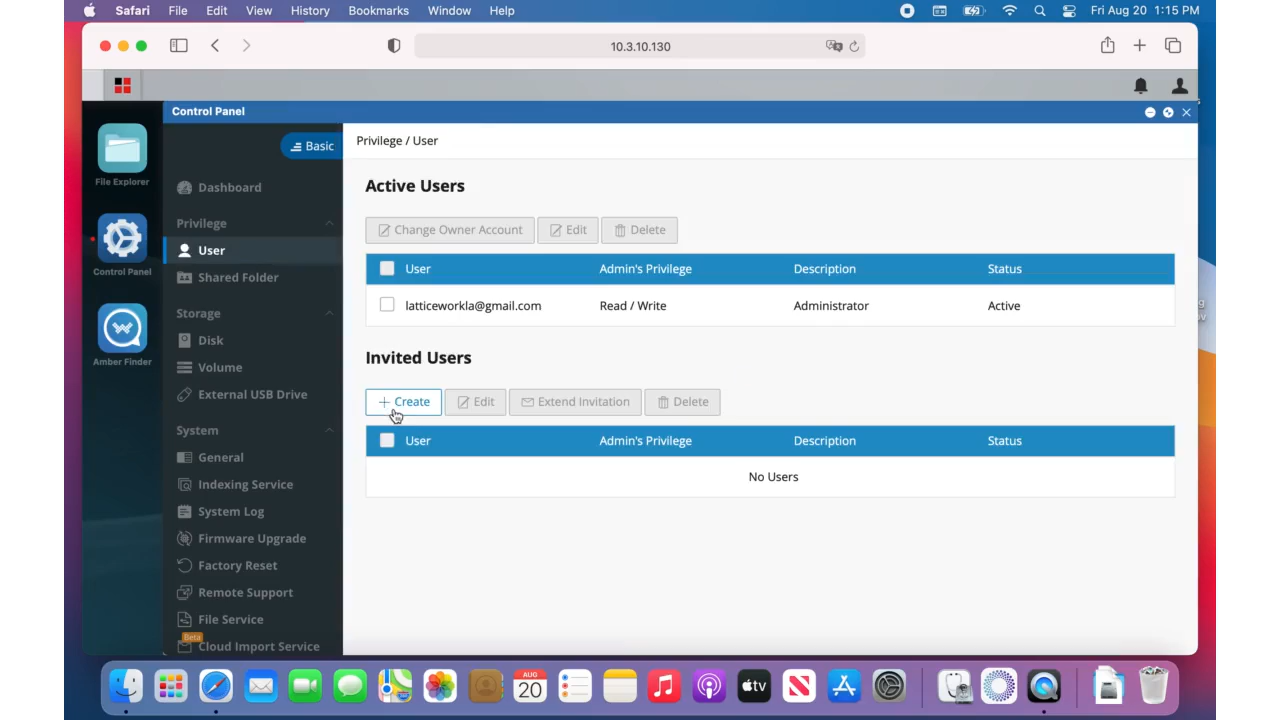 Safari File Edit View History Bookmarks Window Help Fri Aug 20 1:15 PM
10.3.10.130
Control Panel
Basic
Privilege / User
File Explorer
Control Panel
Amber Finder
Dashboard
Privilege
User
Shared Folder
Storage
Disk
Volume
External USB Drive
System
General
Indexing Service
System Log
Firmware Upgrade
Factory Reset
Remote Support
File Service
Beta
Cloud Import Service
Active Users
Change Owner Account Edit Delete
User Admin's Privilege Description Status
latticeworkla@gmail.com Read / Write Administrator Active
Invited Users
+ Create Edit Extend Invitation Delete
User Admin's Privilege Description Status
No Users
AUG
20
tv